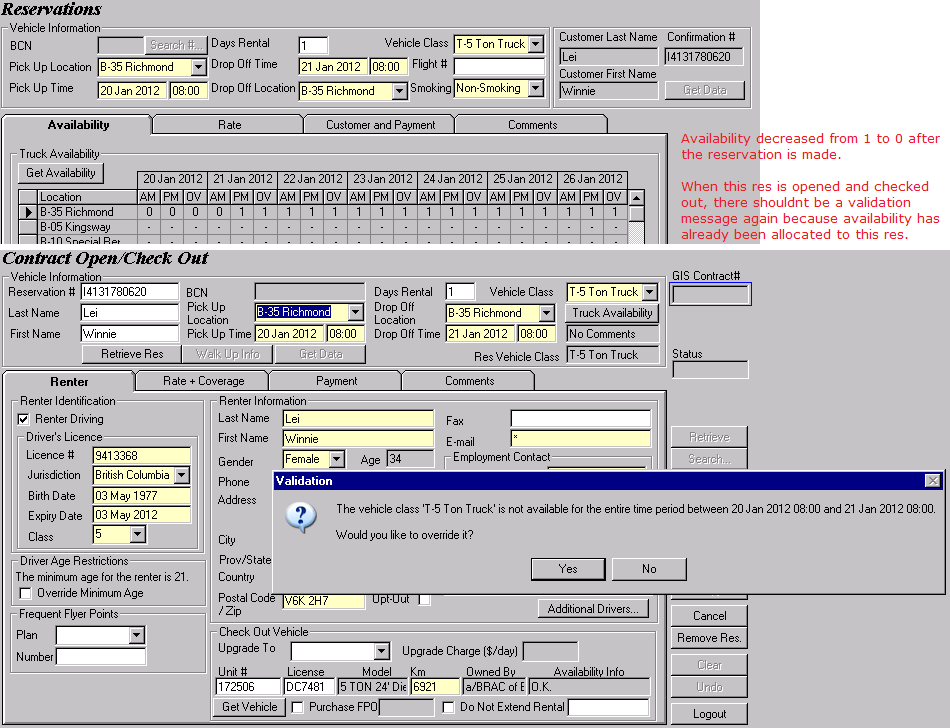 Reservations
Vehicle Information
BCN Search #... Days Rental 1 Vehicle Class T-5 Ton Truck Customer Last Name Confirmation #
Pick Up Location B-35 Richmond Drop Off Time 21 Jan 2012 08:00 Flight # Lei I4131780620
Customer First Name
Pick Up Time 20 Jan 2012 08:00 Drop Off Location B-35 Richmond Smoking Non-Smoking Winnie Get Data
Availability Rate Customer and Payment Comments
Availability decreased from 1 to 0 after
the reservation is made.
When this res is opened and checked
out, there shouldnt be a validation
message again because availability has
already been allocated to this res.
Truck Availability
Get Availability 20 Jan 2012 21 Jan 2012 22 Jan 2012 23 Jan 2012 24 Jan 2012 25 Jan 2012 26 Jan 2012
Location AM PM OV AM PM OV AM PM OV AM PM OV AM PM OV AM PM OV AM PM OV
B-35 Richmond 0 0 0 0 1 1 1 1 1 1 1 1 1 1 1 1 1 1 1 1 1
B-05 Kingsway - - - - - - - - - - - - - - - - - - - - -
Contract Open/Check Out
Vehicle Information
Reservation # I4131780620 BCN Days Rental 1 Vehicle Class T-5 Ton Truck GIS Contract#
Last Name Lei Pick Up Location B-35 Richmond Drop Off Location B-35 Richmond Truck Availability
First Name Winnie Pick Up Time 20 Jan 2012 08:00 Drop Off Time 21 Jan 2012 08:00 No Comments
Retrieve Res Walk Up Info Get Data Res Vehicle Class T-5 Ton Truck Status
Renter Rate + Coverage Payment Comments
Renter Identification Renter Information
Renter Driving Last Name Lei Fax
Driver's Licence First Name Winnie E-mail *
Licence # 9413368 Gender Female Age 34 Employment Contact
Jurisdiction British Columbia Phone
Birth Date 03 May 1977 Address
Expiry Date 03 May 2012
Class 5 City
Retrieve
Search...
Validation
The vehicle class 'T-5 Ton Truck' is not available for the entire time period between 20 Jan 2012 08:00 and 21 Jan 2012 08:00.
Would you like to override it?
Yes No
Driver Age Restrictions Prov/State
The minimum age for the renter is 21. Country
Override Minimum Age Postal Code / Zip V6K 2H7 Opt-Out
Additional Drivers...
Frequent Flyer Points
Plan
Number
Check Out Vehicle
Upgrade To Upgrade Charge ($/day)
Unit # License Model Km Owned By Availability Info
172506 DC7481 5 TON 24' Die 6921 a/BRAC of E O.K.
Get Vehicle Purchase FPO Do Not Extend Rental
Cancel
Remove Res.
Clear
Undo
Logout